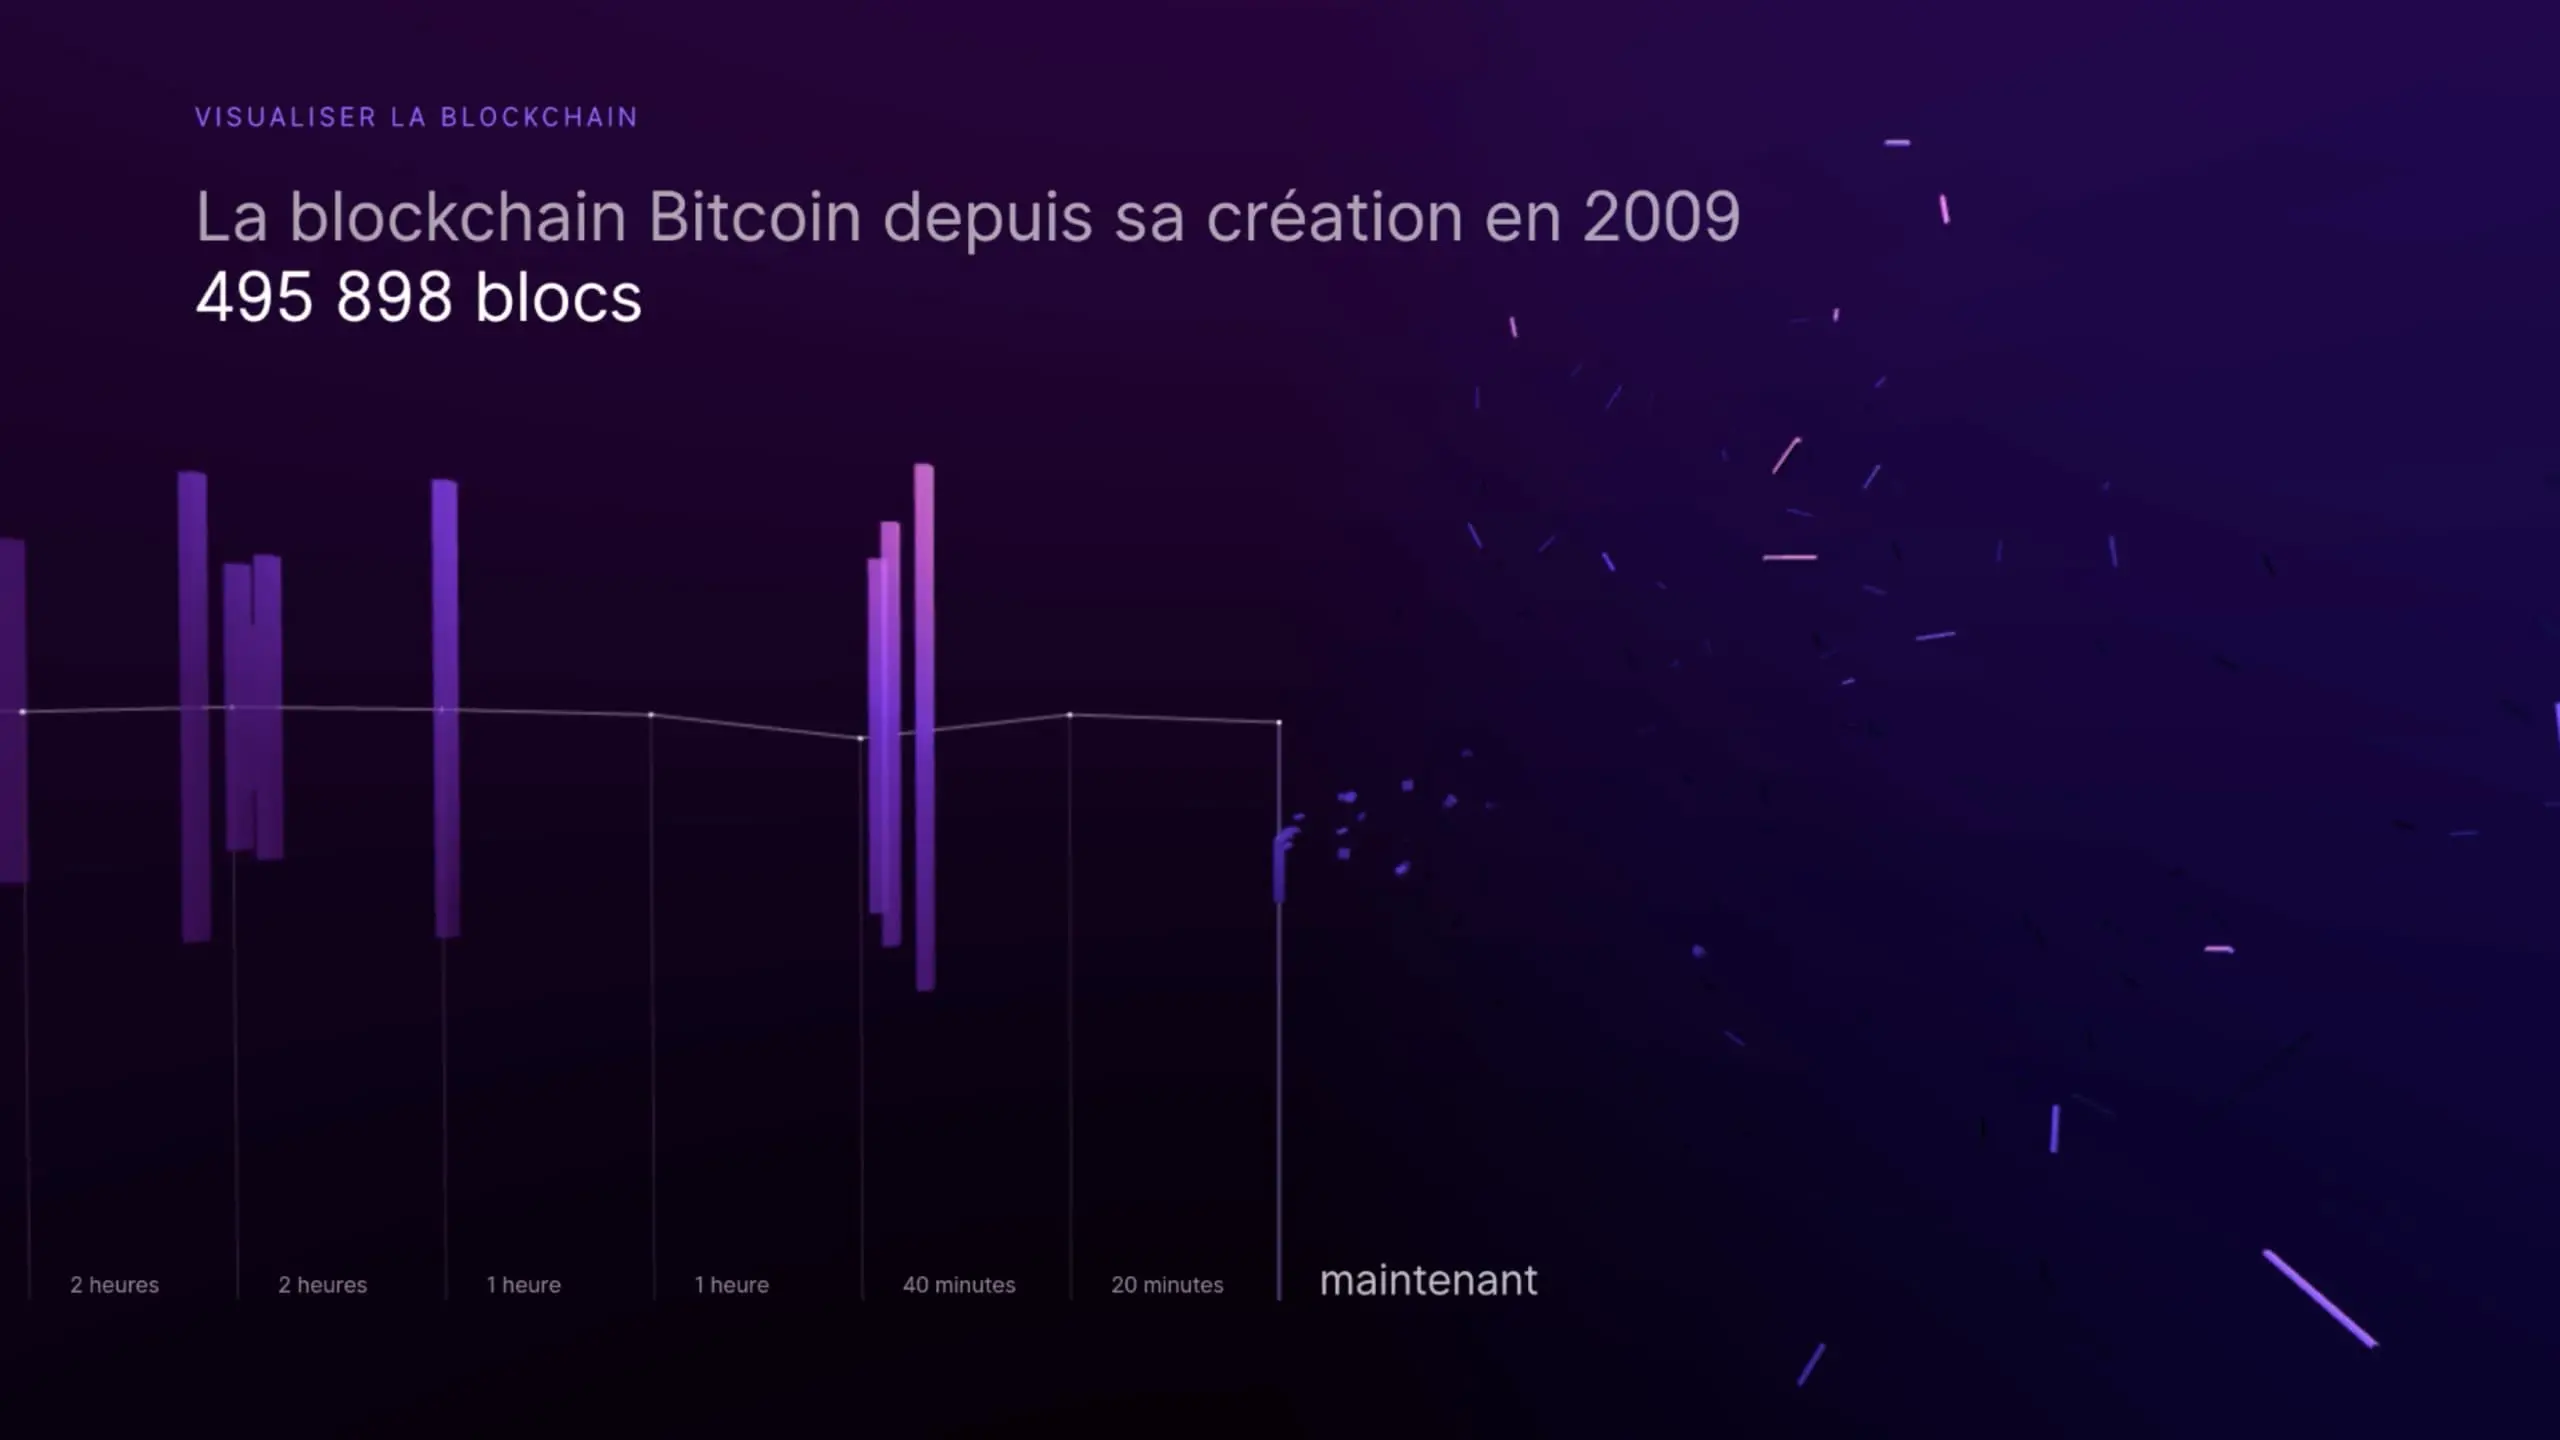 VISUALISER LA BLOCKCHAIN
La blockchain Bitcoin depuis sa création en 2009
495 898 blocs
2 heures
2 heures
1 heure
1 heure
40 minutes
20 minutes
maintenant